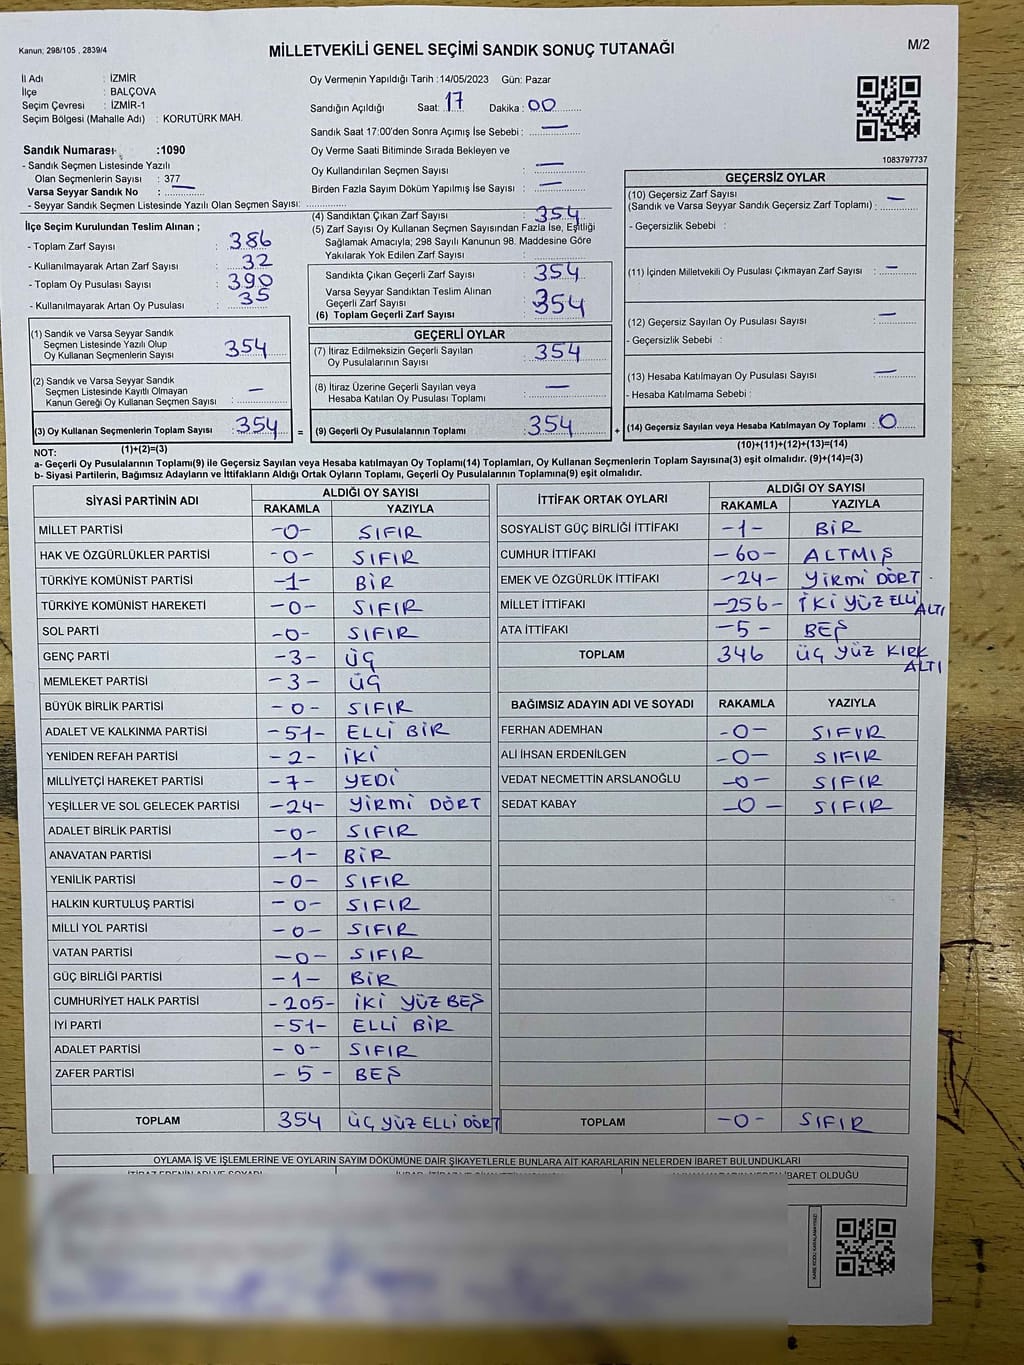 Kanun; 298/105 , 2839/4
MİLLETVEKİLİ GENEL SEÇİMİ SANDIK SONUÇ TUTANAĞI
M/2
İl Adı : İZMİR
İlçe : BALÇOVA
Seçim Çevresi : İZMİR-1
Seçim Bölgesi (Mahalle Adı) : KORUTÜRK MAH.
Sandık Numarası :1090
- Sandık Seçmen Listesinde Yazılı
Olan Seçmenlerin Sayısı : 377
Varsa Seyyar Sandık No : —
- Seyyar Sandık Seçmen Listesinde Yazılı Olan Seçmen Sayısı:
Oy Vermenin Yapıldığı Tarih :14/05/2023 Gün: Pazar
Sandığın Açıldığı Saat: 17 Dakika : 00
Sandık Saat 17:00'den Sonra Açımış İse Sebebi : —
Oy Verme Saati Bitiminde Sırada Bekleyen ve
Oy Kullandırılan Seçmen Sayısı : —
Birden Fazla Sayım Döküm Yapılmış İse Sayısı : —
1083797737
İlçe Seçim Kurulundan Teslim Alınan ;
- Toplam Zarf Sayısı : 386
- Kullanılmayarak Artan Zarf Sayısı : 32
- Toplam Oy Pusulası Sayısı : 390
- Kullanılmayarak Artan Oy Pusulası : 35
(1) Sandık ve Varsa Seyyar Sandık
Seçmen Listesinde Yazılı Olup
Oy Kullanan Seçmenlerin Sayısı : 354
(2) Sandık ve Varsa Seyyar Sandık
Seçmen Listesinde Kayıtlı Olmayan
Kanun Gereği Oy Kullanan Seçmen Sayısı : —
(3) Oy Kullanan Seçmenlerin Toplam Sayısı : 354
(1)+(2)=(3)
(4) Sandıktan Çıkan Zarf Sayısı : 354
(5) Zarf Sayısı Oy Kullanan Seçmen Sayısından Fazla İse, Eşitliği
Sağlamak Amacıyla; 298 Sayılı Kanunun 98. Maddesine Göre
Yakılarak Yok Edilen Zarf Sayısı :
Sandıkta Çıkan Geçerli Zarf Sayısı : 354
Varsa Seyyar Sandıktan Teslim Alınan
Geçerli Zarf Sayısı :
(6) Toplam Geçerli Zarf Sayısı : 354
GEÇERLİ OYLAR
(7) İtiraz Edilmeksizin Geçerli Sayılan
Oy Pusulalarının Sayısı : 354
(8) İtiraz Üzerine Geçerli Sayılan veya
Hesaba Katılan Oy Pusulası Toplamı : —
= (9) Geçerli Oy Pusulalarının Toplamı : 354
GEÇERSİZ OYLAR
(10) Geçersiz Zarf Sayısı
(Sandık ve Varsa Seyyar Sandık Geçersiz Zarf Toplamı) : —
- Geçersizlik Sebebi :
(11) İçinden Milletvekili Oy Pusulası Çıkmayan Zarf Sayısı : —
(12) Geçersiz Sayılan Oy Pusulası Sayısı : —
- Geçersizlik Sebebi :
(13) Hesaba Katılmayan Oy Pusulası Sayısı : —
- Hesaba Katılmama Sebebi :
+ (14) Geçersiz Sayılan veya Hesaba Katılmayan Oy Toplamı : 0
(10)+(11)+(12)+(13)=(14)
NOT:
a- Geçerli Oy Pusulalarının Toplamı(9) ile Geçersiz Sayılan veya Hesaba katılmayan Oy Toplamı(14) Toplamları, Oy Kullanan Seçmenlerin Toplam Sayısına(3) eşit olmalıdır. (9)+(14)=(3)
b- Siyasi Partilerin, Bağımsız Adayların ve İttifakların Aldığı Ortak Oyların Toplamı, Geçerli Oy Pusulalarının Toplamına(9) eşit olmalıdır.
SİYASİ PARTİNİN ADI ALDIĞI OY SAYISI
RAKAMLA YAZIYLA
MİLLET PARTİSİ -0- SIFIR
HAK VE ÖZGÜRLÜKLER PARTİSİ -0- SIFIR
TÜRKİYE KOMÜNİST PARTİSİ -1- BİR
TÜRKİYE KOMÜNİST HAREKETİ -0- SIFIR
SOL PARTİ -0- SIFIR
GENÇ PARTİ -3- ÜÇ
MEMLEKET PARTİSİ -3- ÜÇ
BÜYÜK BİRLİK PARTİSİ -0- SIFIR
ADALET VE KALKINMA PARTİSİ -51- ELLİ BİR
YENİDEN REFAH PARTİSİ -2- İKİ
MİLLİYETÇİ HAREKET PARTİSİ -7- YEDİ
YEŞİLLER VE SOL GELECEK PARTİSİ -24- YİRMİ DÖRT
ADALET BİRLİK PARTİSİ -0- SIFIR
ANAVATAN PARTİSİ -1- BİR
YENİLİK PARTİSİ -0- SIFIR
HALKIN KURTULUŞ PARTİSİ -0- SIFIR
MİLLİ YOL PARTİSİ -0- SIFIR
VATAN PARTİSİ -0- SIFIR
GÜÇ BİRLİĞİ PARTİSİ -1- BİR
CUMHURİYET HALK PARTİSİ -205- İKİ YÜZ BEŞ
İYİ PARTİ -51- ELLİ BİR
ADALET PARTİSİ -0- SIFIR
ZAFER PARTİSİ -5- BEŞ
TOPLAM 354 ÜÇ YÜZ ELLİ DÖRT
İTTİFAK ORTAK OYLARI ALDIĞI OY SAYISI
RAKAMLA YAZIYLA
SOSYALIST GÜÇ BİRLİĞİ İTTİFAKI -1- BİR
CUMHUR İTTİFAKI -60- ALTMIŞ
EMEK VE ÖZGÜRLÜK İTTİFAKI -24- YİRMİ DÖRT
MİLLET İTTİFAKI -256- İKİ YÜZ ELLİ ALTI
ATA İTTİFAKI -5- BEŞ
TOPLAM 346 ÜÇ YÜZ KIRK ALTI
BAĞIMSIZ ADAYIN ADI VE SOYADI RAKAMLA YAZIYLA
FERHAN ADEMHAN -0- SIFIR
ALİ İHSAN ERDENİLGEN -0- SIFIR
VEDAT NECMETTİN ARSLANOĞLU -0- SIFIR
SEDAT KABAY -0- SIFIR
TOPLAM -0- SIFIR
OYLAMA İŞ VE İŞLEMLERİNE VE OYLARIN SAYIM DÖKÜMÜNE DAİR ŞİKAYETLERLE BUNLARA AİT KARARLARIN NELERDEN İBARET BULUNDUKLARI
İBARET OLDUĞU